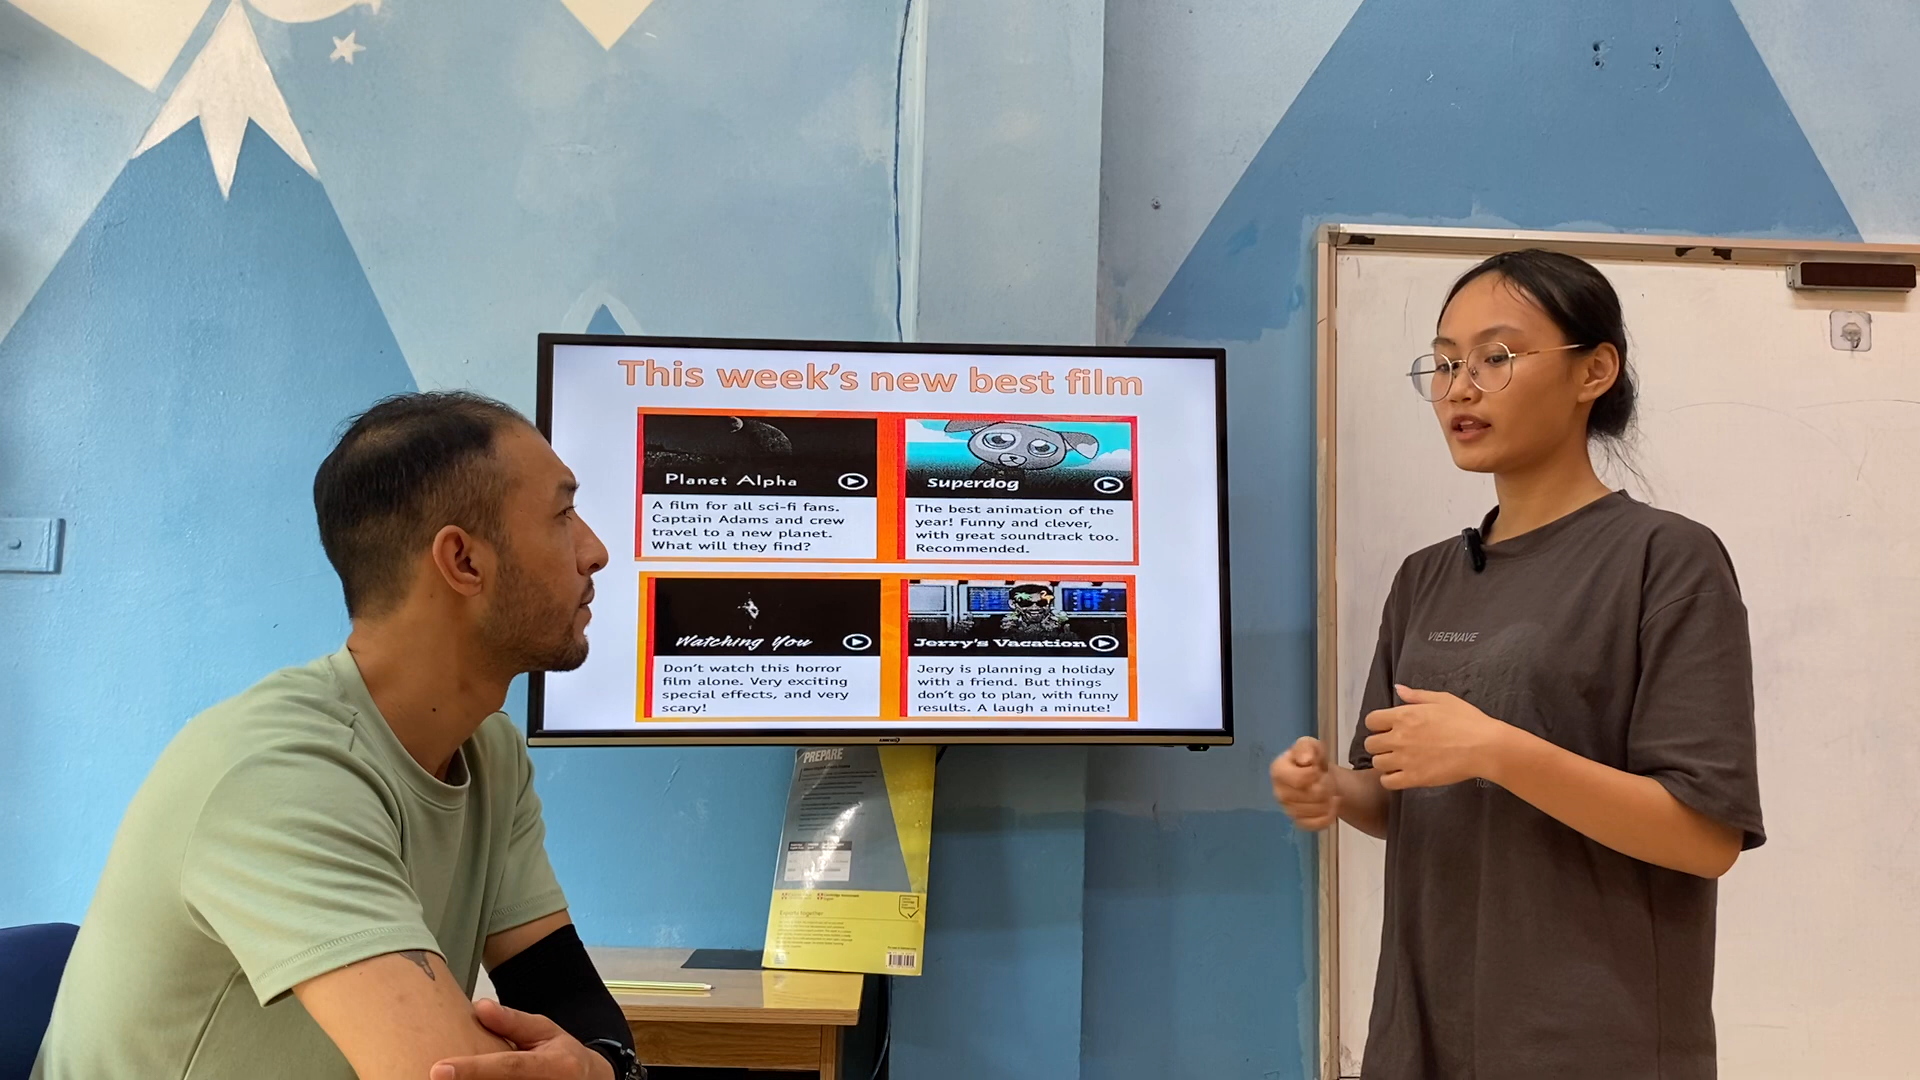 This week's new best film
Planet Alpha
A film for all sci-fi fans.
Captain Adams and crew
travel to a new planet.
What will they find?
Superdog
The best animation of the
year! Funny and clever,
with great soundtrack too.
Recommended.
Watching You
Don't watch this horror
film alone. Very exciting
special effects, and very
scary!
Jerry's Vacation
Jerry is planning a holiday
with a friend. But things
don't go to plan, with funny
results. A laugh a minute!
PREPARE
Experts together
VIBEWAVE